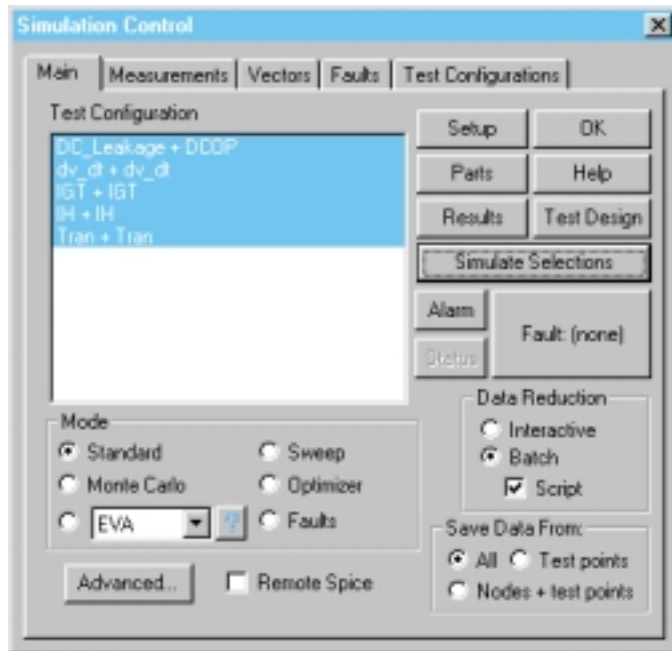 Simulation Control
Main Measurements Vectors Faults Test Configurations
Test Configuration
DC_Leakage + DCOP
dv_dt + dv_dt
IGT + IGT
IH + IH
Tran + Tran
Setup OK
Parts Help
Results Test Design
Simulate Selections
Alarm
Status
Fault: (none)
Data Reduction
Interactive
Batch
Script
Mode
Standard Sweep
Monte Carlo Optimizer
EVA ? Faults
Save Data From:
All Test points
Nodes + test points
Advanced... Remote Spice